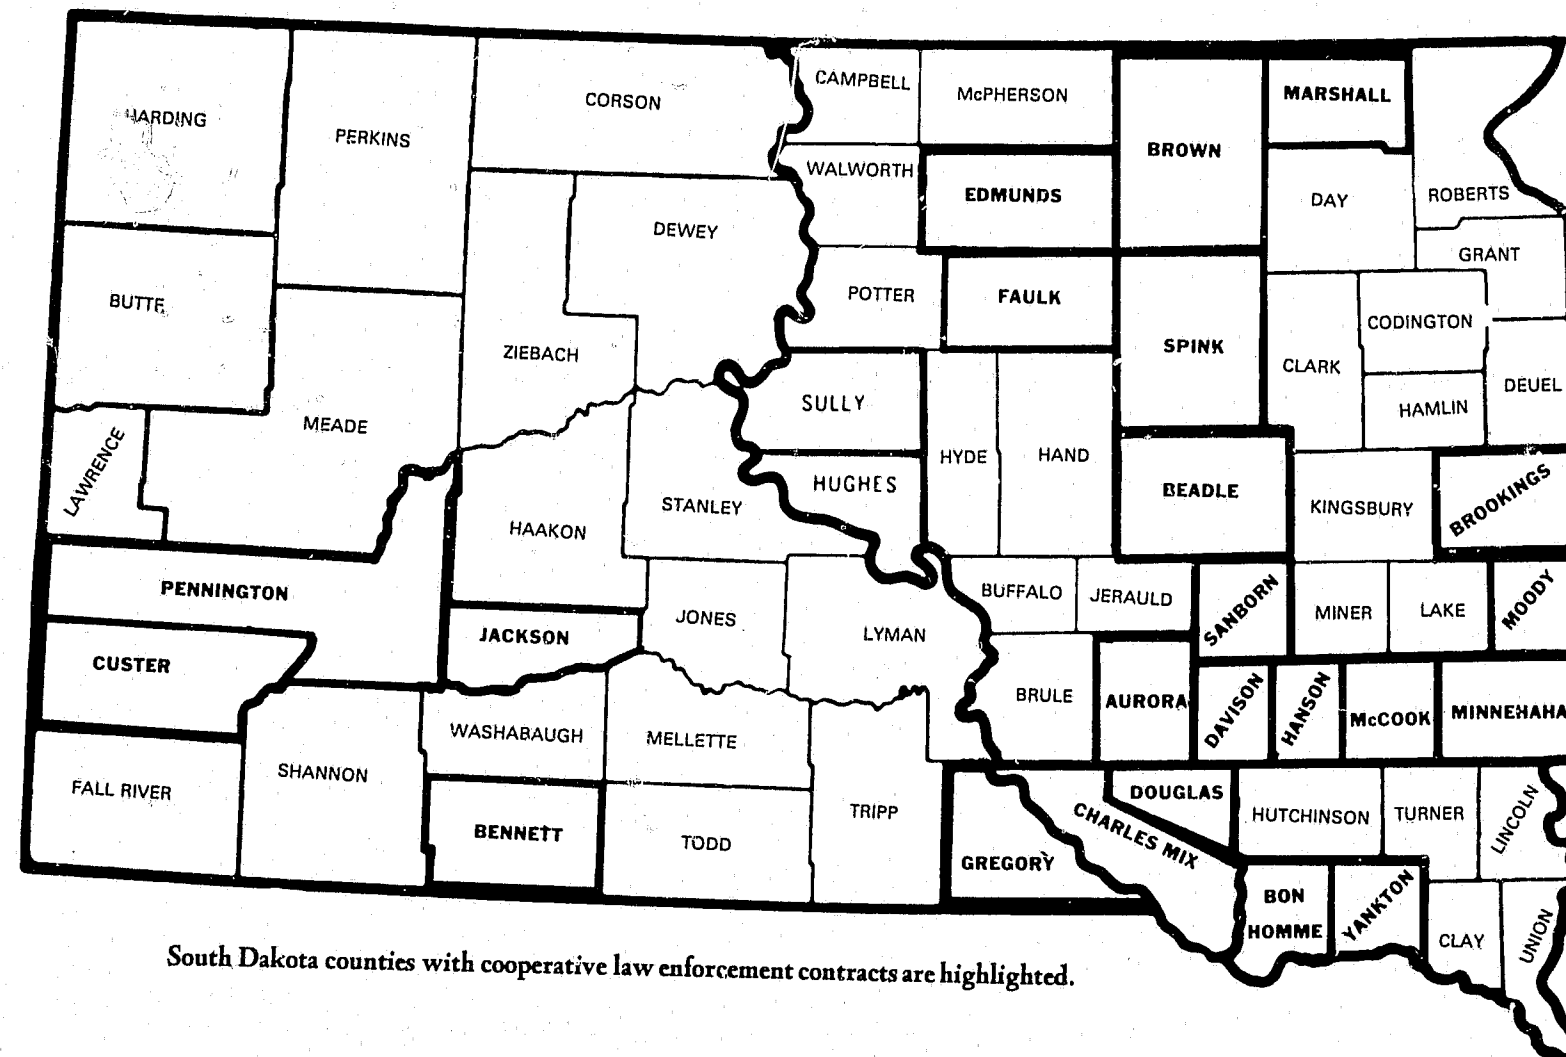 HARDING
PERKINS
CORSON
CAMPBELL
McPHERSON
BROWN
MARSHALL
ROBERTS
WALWORTH
EDMUNDS
DAY
DEWEY
GRANT
BUTTE
ZIEBACH
POTTER
FAULK
SPINK
CLARK
CODINGTON
HAMLIN
DEUEL
LAWRENCE
MEADE
SULLY
HYDE
HAND
HAAKON
STANLEY
HUGHES
BEADLE
KINGSBURY
BROOKINGS
PENNINGTON
JACKSON
JONES
LYMAN
BUFFALO
JERAULD
SANBORN
MINER
LAKE
MOODY
CUSTER
BRULE
AURORA
DAVISON
HANSON
McCOOK
MINNEHAHA
FALL RIVER
SHANNON
WASHABAUGH
MELLETTE
TRIPP
BENNETT
TODD
GREGORY
CHARLES MIX
DOUGLAS
HUTCHINSON
TURNER
LINCOLN
BON
HOMME
YANKTON
CLAY
UNION
South Dakota counties with cooperative law enforcement contracts are highlighted.